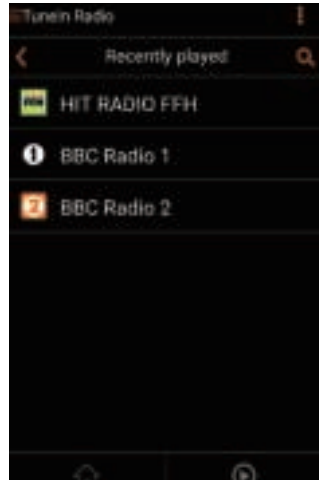 TuneIn Radio
Recently played
HIT RADIO FFH
BBC Radio 1
BBC Radio 2